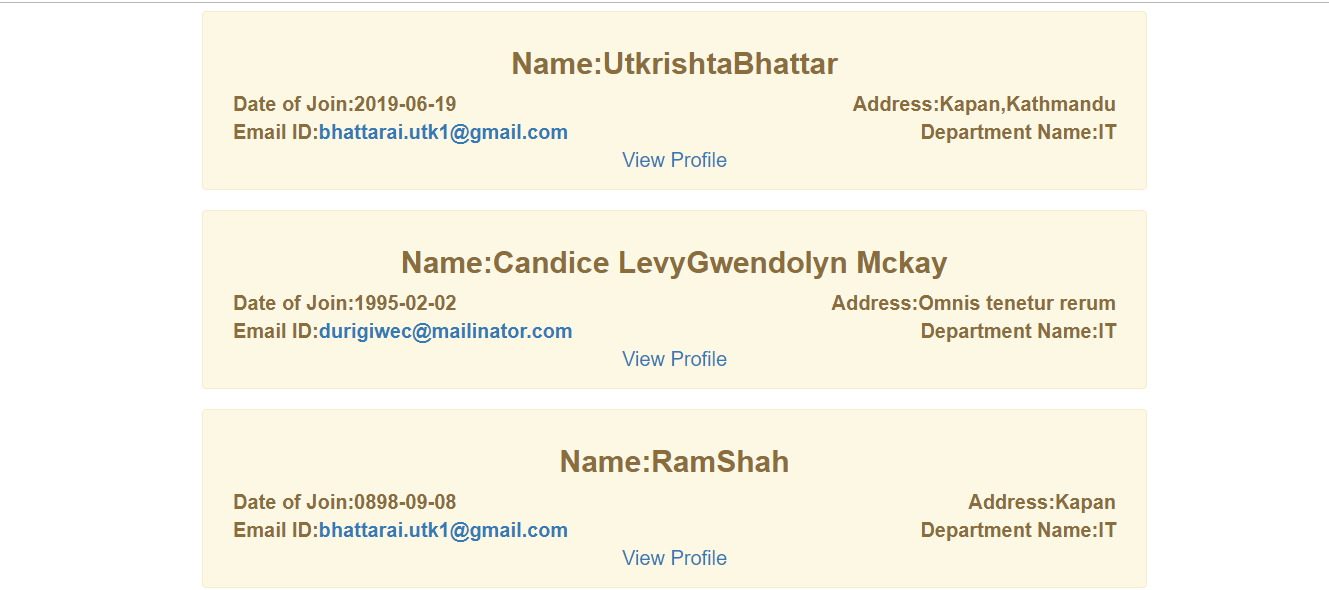 Name:UtkrishtaBhattar
Date of Join:2019-06-19 Address:Kapan,Kathmandu
Email ID:bhattarai.utk1@gmail.com Department Name:IT
View Profile
Name:Candice LevyGwendolyn Mckay
Date of Join:1995-02-02 Address:Omnis tenetur rerum
Email ID:durigiwec@mailinator.com Department Name:IT
View Profile
Name:RamShah
Date of Join:0898-09-08 Address:Kapan
Email ID:bhattarai.utk1@gmail.com Department Name:IT
View Profile